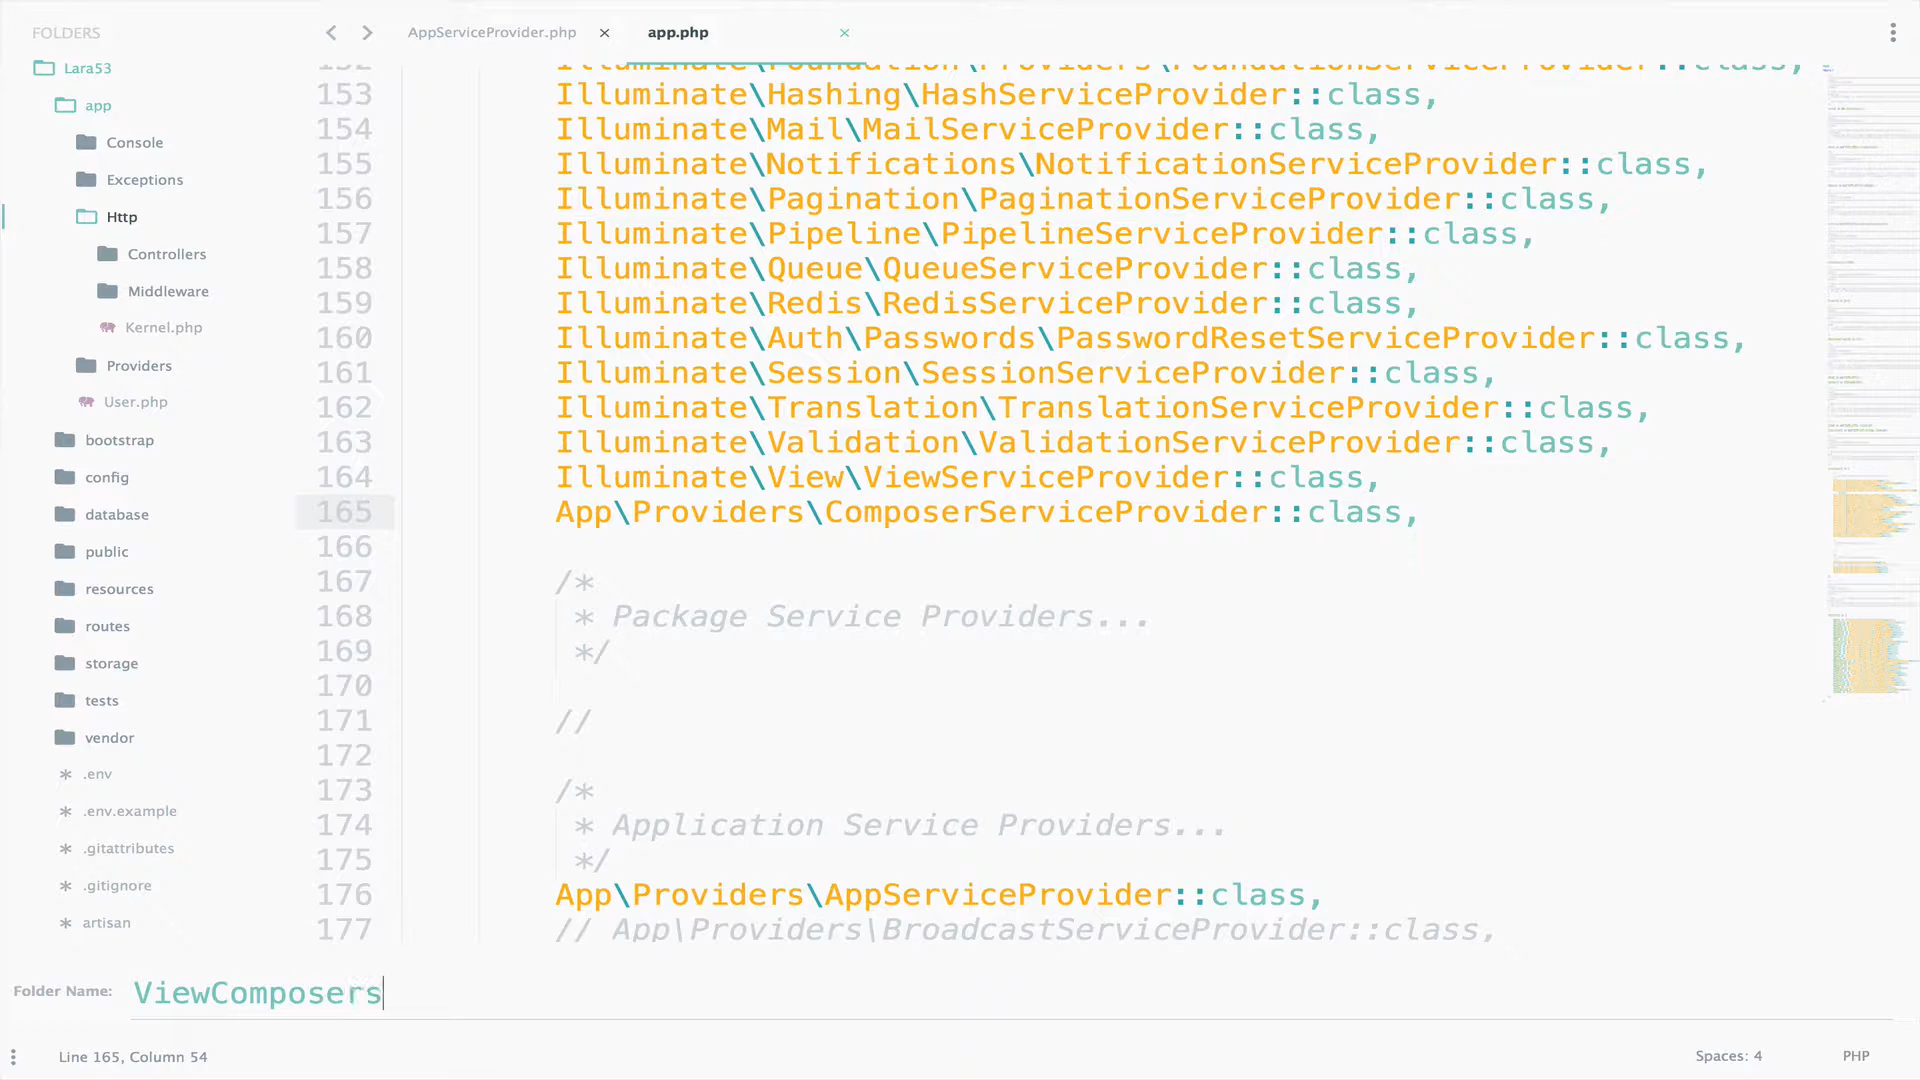 FOLDERS
Lara53
app
Console
Exceptions
Http
Controllers
Middleware
Kernel.php
Providers
User.php
bootstrap
config
database
public
resources
routes
storage
tests
vendor
.env
.env.example
.gitattributes
.gitignore
artisan
AppServiceProvider.php ×
app.php ×
152 Illuminate\Foundation\Providers\FoundationServiceProvider::class,
153 Illuminate\Hashing\HashServiceProvider::class,
154 Illuminate\Mail\MailServiceProvider::class,
155 Illuminate\Notifications\NotificationServiceProvider::class,
156 Illuminate\Pagination\PaginationServiceProvider::class,
157 Illuminate\Pipeline\PipelineServiceProvider::class,
158 Illuminate\Queue\QueueServiceProvider::class,
159 Illuminate\Redis\RedisServiceProvider::class,
160 Illuminate\Auth\Passwords\PasswordResetServiceProvider::class,
161 Illuminate\Session\SessionServiceProvider::class,
162 Illuminate\Translation\TranslationServiceProvider::class,
163 Illuminate\Validation\ValidationServiceProvider::class,
164 Illuminate\View\ViewServiceProvider::class,
165 App\Providers\ComposerServiceProvider::class,
166
167 /*
168 * Package Service Providers...
169 */
170
171 //
172
173 /*
174 * Application Service Providers...
175 */
176 App\Providers\AppServiceProvider::class,
177 // App\Providers\BroadcastServiceProvider::class,
Folder Name: ViewComposers
Line 165, Column 54
Spaces: 4
PHP